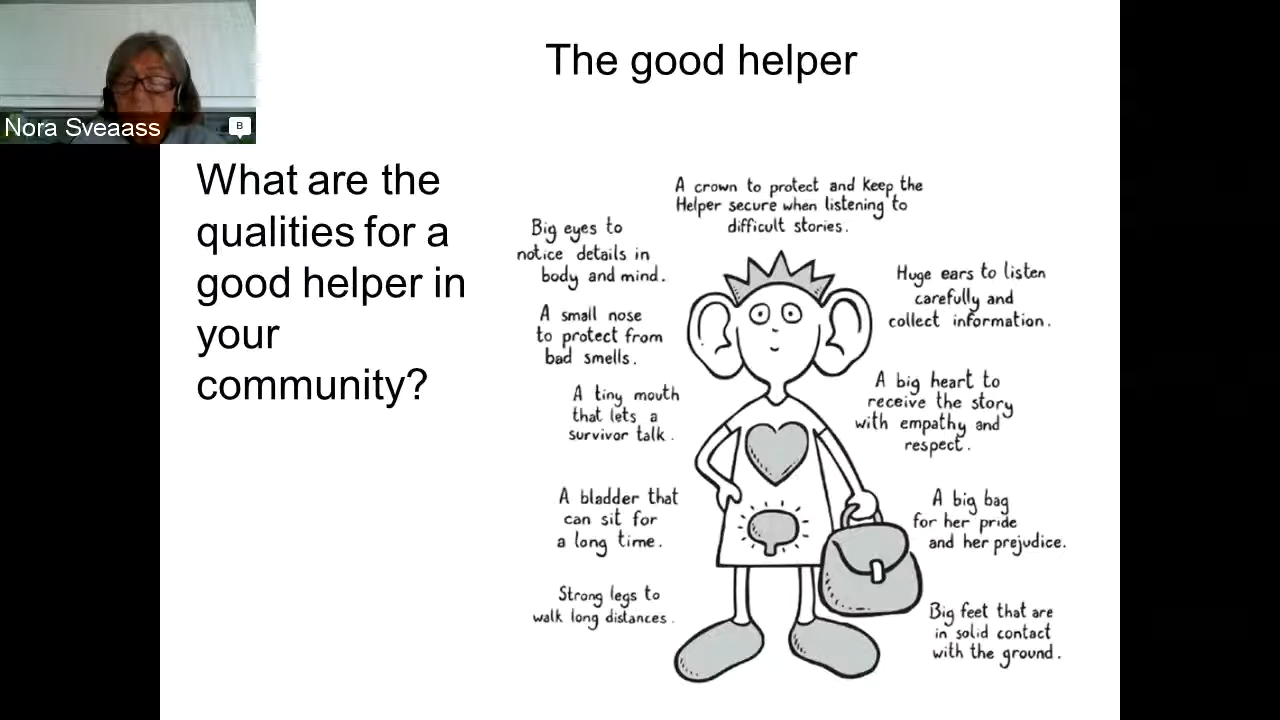 The good helper
Nora Sveaass
B
What are the
qualities for a
good helper in
your
community?
A crown to protect and keep the
Helper secure when listening to
difficult stories.
Big eyes to
notice details in
body and mind.
Huge ears to listen
carefully and
collect information.
A small nose
to protect from
bad smells.
A tiny mouth
that lets a
survivor talk.
A big heart to
receive the story
with empathy and
respect.
A bladder that
can sit for
a long time.
A big bag
for her pride
and her prejudice.
Strong legs to
walk long distances.
Big feet that are
in solid contact
with the ground.